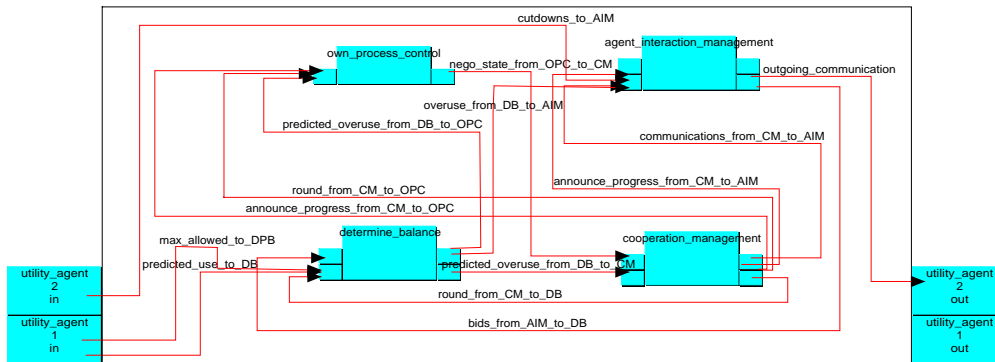 cutdowns_to_AIM
own_process_control
agent_interaction_management
nego_state_from_OPC_to_CM
outgoing_communication
overuse_from_DB_to_AIM
predicted_overuse_from_DB_to_OPC
communications_from_CM_to_AIM
announce_progress_from_CM_to_AIM
round_from_CM_to_OPC
announce_progress_from_CM_to_OPC
determine_balance
cooperation_management
max_allowed_to_DPB
predicted_use_to_DB
predicted_overuse_from_DB_to_CM
utility_agent
2
in
utility_agent
2
out
round_from_CM_to_DB
bids_from_AIM_to_DB
utility_agent
1
in
utility_agent
1
out